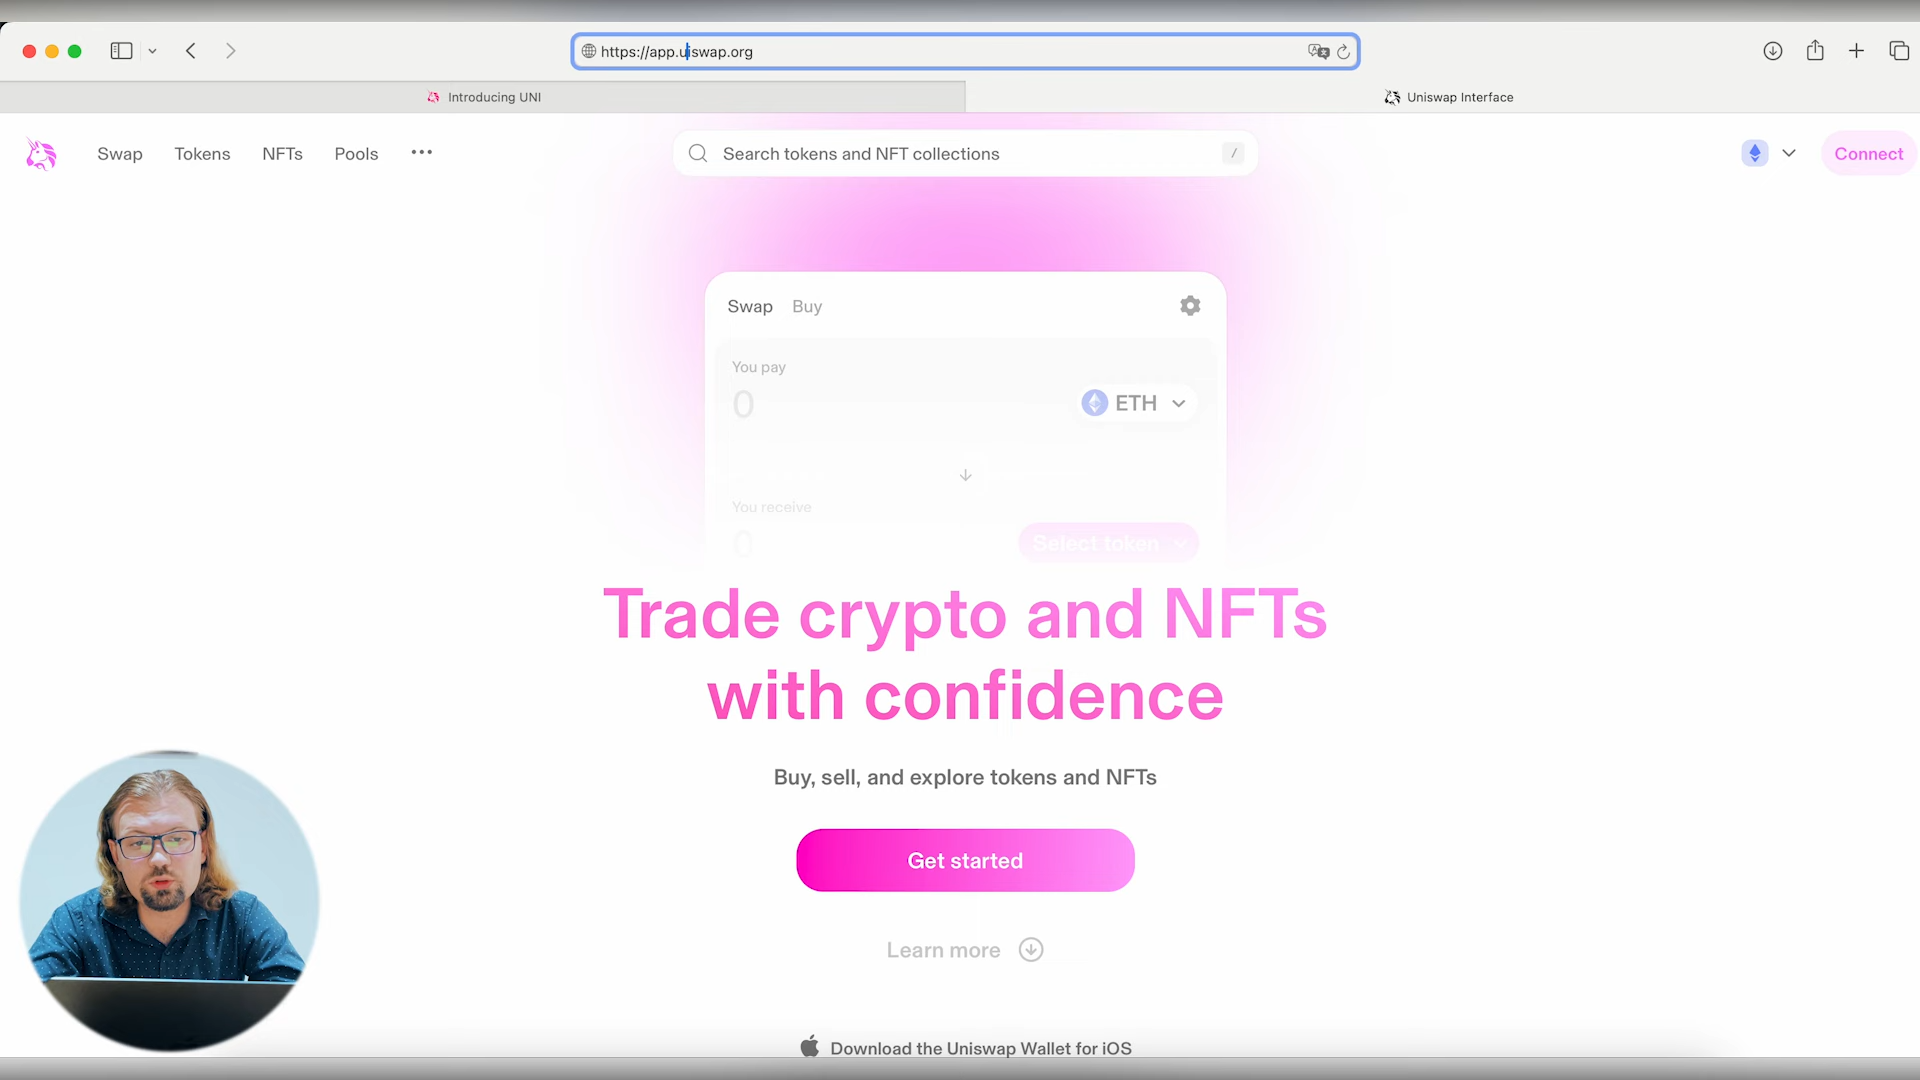 https://app.uiswap.org
Introducing UNI
Uniswap Interface
Swap Tokens NFTs Pools
Search tokens and NFT collections /
Connect
Swap Buy
You pay
0
ETH
You receive
0
Select token
Trade crypto and NFTs
with confidence
Buy, sell, and explore tokens and NFTs
Get started
Learn more
Download the Uniswap Wallet for iOS